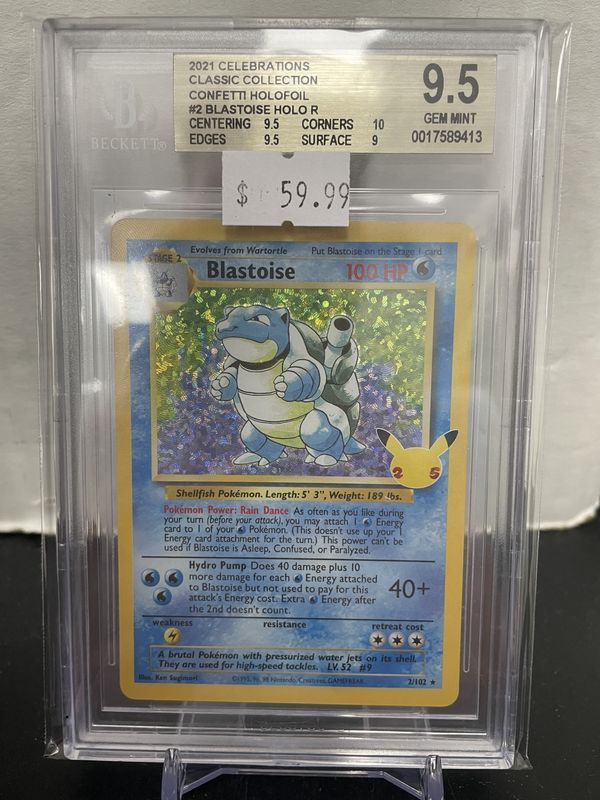 2021 CELEBRATIONS
CLASSIC COLLECTION
CONFETTI HOLOFOIL
#2 BLASTOISE HOLO R
CENTERING 9.5 CORNERS 10
EDGES 9.5 SURFACE 9
9.5
GEM MINT
0017589413
B
BECKETT®
$ 59.99
STAGE 2
Evolves from Wartortle Put Blastoise on the Stage 1 card
Blastoise 100 HP
2 5
Shellfish Pokémon. Length: 5' 3", Weight: 189 lbs.
Pokémon Power: Rain Dance As often as you like during
your turn (before your attack), you may attach 1 Energy
card to 1 of your Pokémon. (This doesn't use up your 1
Energy card attachment for the turn.) This power can't be
used if Blastoise is Asleep, Confused, or Paralyzed.
Hydro Pump Does 40 damage plus 10
more damage for each Energy attached
to Blastoise but not used to pay for this
attack's Energy cost. Extra Energy after
the 2nd doesn't count.
40+
weakness resistance retreat cost
A brutal Pokémon with pressurized water jets on its shell.
They are used for high-speed tackles. LV. 52 #9
Illus. Ken Sugimori ©1995, 96, 98 Nintendo, Creatures, GAMEFREAK. 2/102 ★